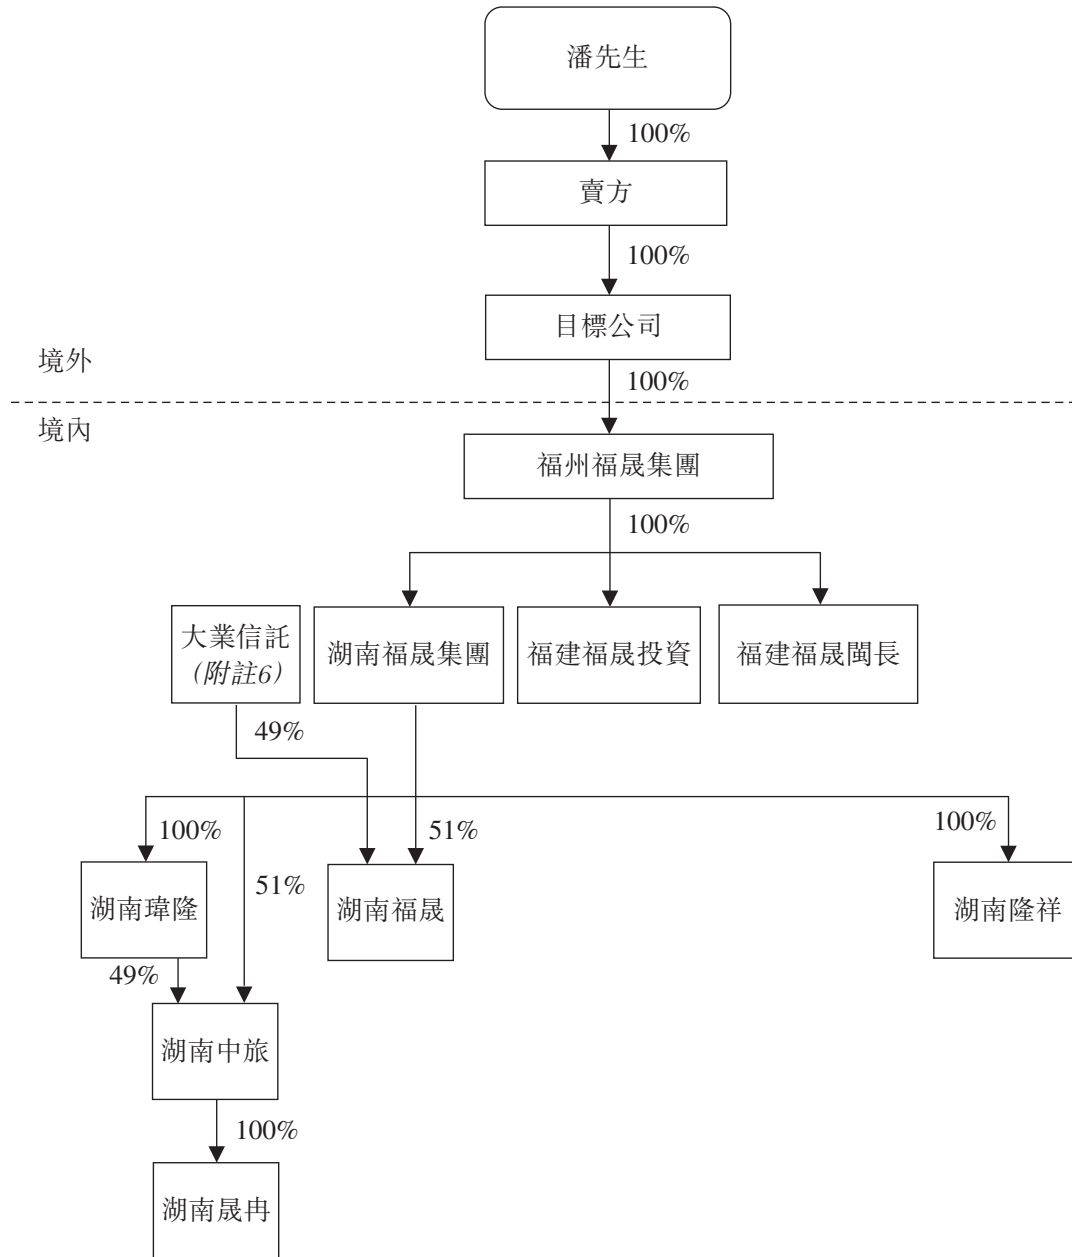 潘先生
100%
賣方
100%
目標公司
境外
100%
境內
福州福晟集團
100%
大業信託
(附註6)
湖南福晟集團
福建福晟投資
福建福晟閩長
49%
100%
51%
51%
100%
湖南瑋隆
湖南福晟
湖南隆祥
49%
湖南中旅
100%
湖南晟冉